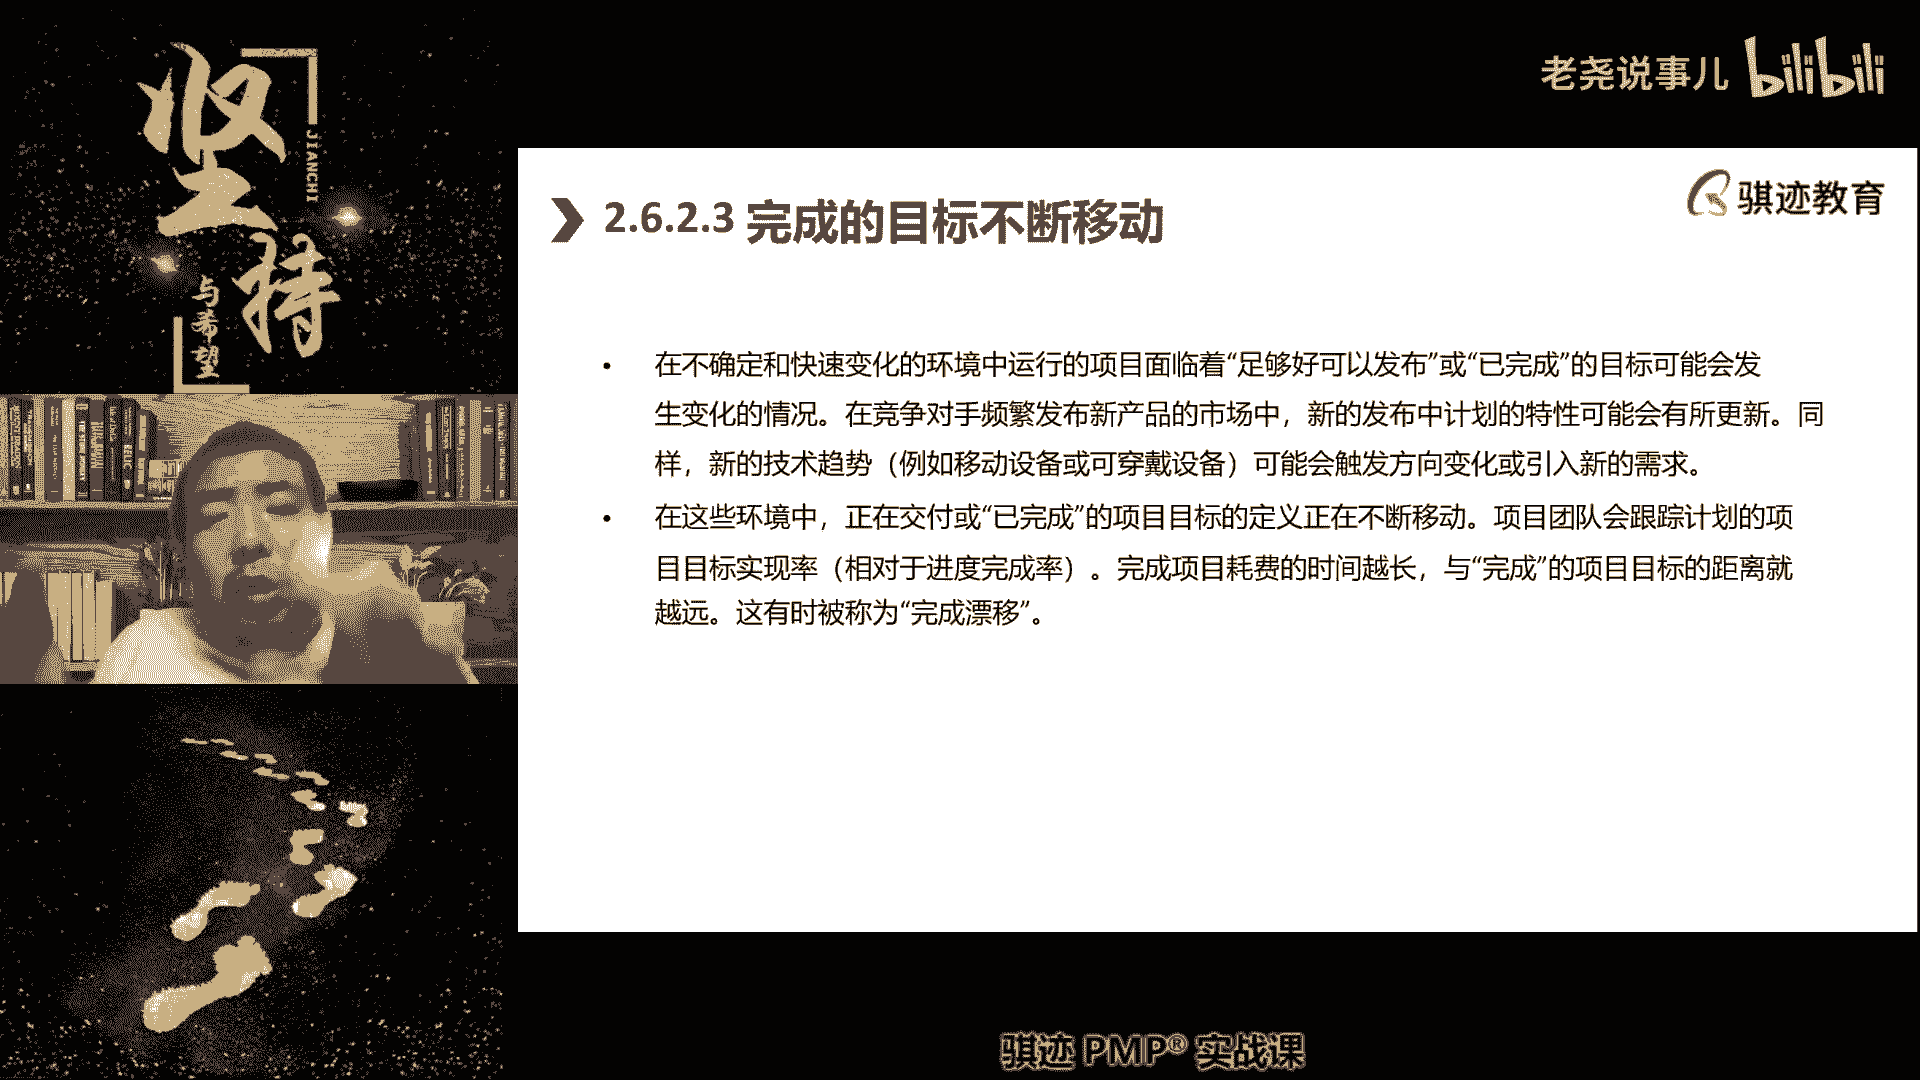 坚持
JIANCHI
与希望
老尧说事儿 bilibili
骐迹教育
2.6.2.3 完成的目标不断移动
• 在不确定和快速变化的环境中运行的项目面临着“足够好可以发布”或“已完成”的目标可能会发
生变化的情况。在竞争对手频繁发布新产品的市场中，新的发布中计划的特性可能会有所更新。同
样，新的技术趋势（例如移动设备或可穿戴设备）可能会触发方向变化或引入新的需求。
• 在这些环境中，正在交付或“已完成”的项目目标的定义正在不断移动。项目团队会跟踪计划的项
目目标实现率（相对于进度完成率）。完成项目耗费的时间越长，与“完成”的项目目标的距离就
越远。这有时被称为“完成漂移”。
骐迹 PMP® 实战课